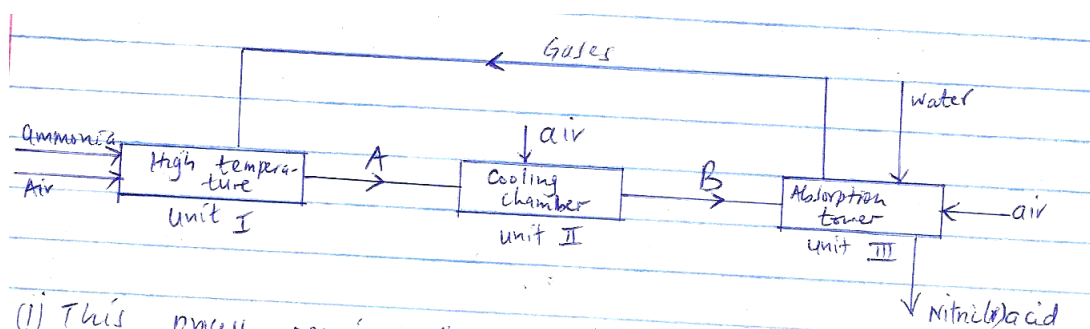 Gases
water
ammonia
Air
High tempera-
ture
unit I
A
air
Cooling
chamber
unit II
B
Absorption
tower
unit III
air
Nitric(v)acid
(i) This